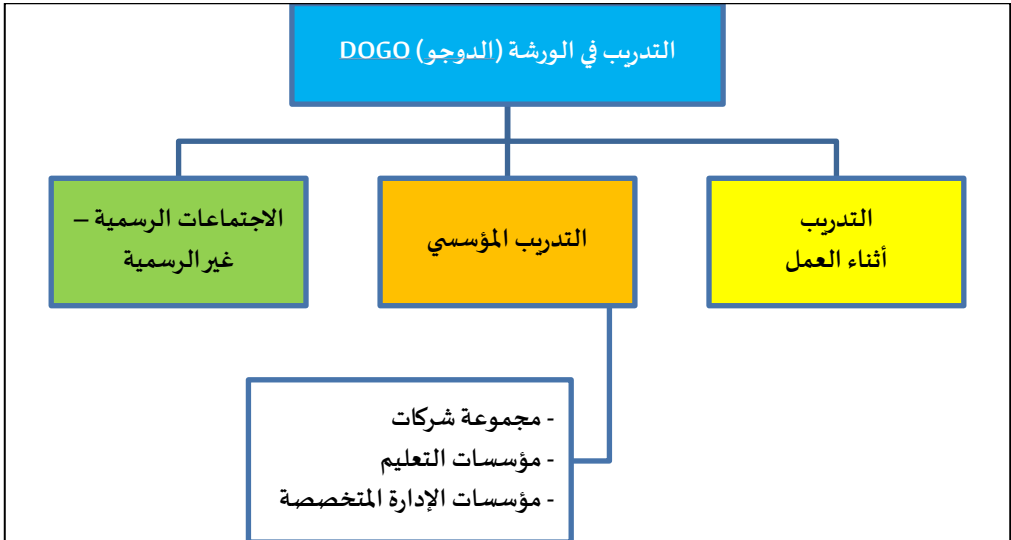 التدريب في الورشة (الدوجو) DOGO
التدريب
أثناء العمل
التدريب المؤسسي
الاجتماعات الرسمية –
غير الرسمية
- مجموعة شركات
- مؤسسات التعليم
- مؤسسات الإدارة المتخصصة